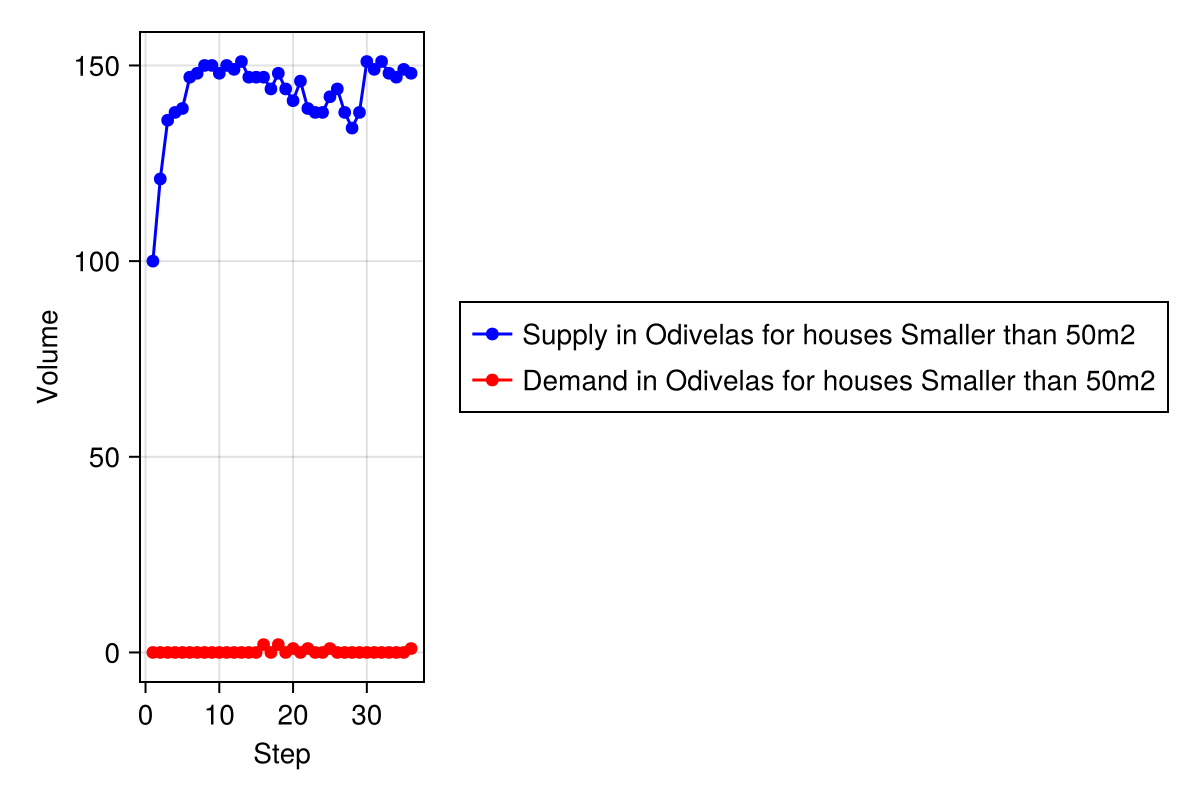 150
100
50
0
Volume
0 10 20 30
Step
Supply in Odivelas for houses Smaller than 50m2
Demand in Odivelas for houses Smaller than 50m2